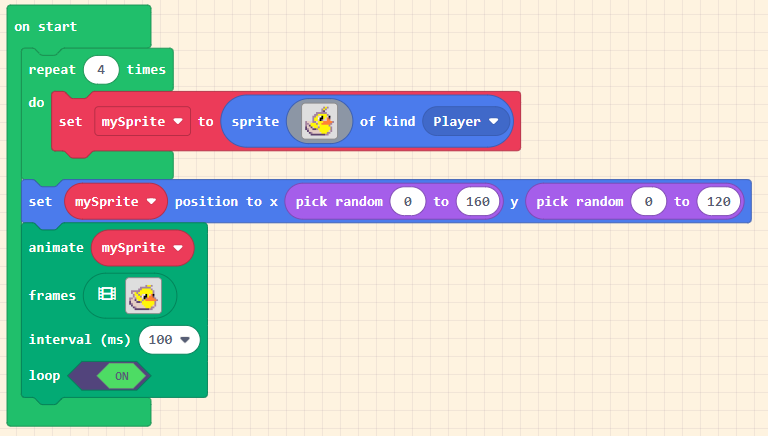 on start
repeat 4 times
do
set mySprite to sprite of kind Player
set mySprite position to x pick random 0 to 160 y pick random 0 to 120
animate mySprite
frames
interval (ms) 100
loop ON